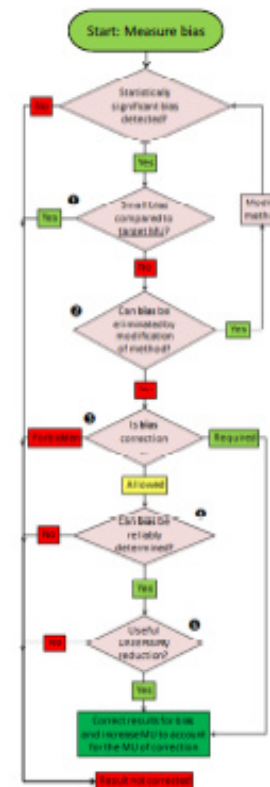 Start: Measure bias
Statistically
significant bias
detected?
No
Yes
Small bias
compared to
target MU?
Yes
No
Can bias be
eliminated by
modification
of method?
Yes
No
Is bias
correction
...
Forbidden
Required
Allowed
Can bias be
reliably
determined?
No
Yes
Useful
uncertainty
reduction?
No
Yes
Correct results for bias
and increase MU to account
for the MU of correction
Result not corrected